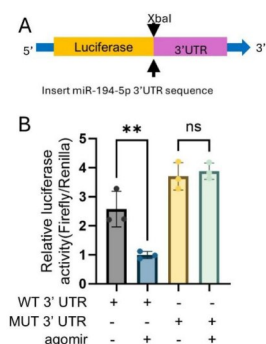 A
XbaI
5'
Luciferase
3'UTR
3'
Insert miR-194-5p 3'UTR sequence
B
Relative luciferase
activity(Firefly/Renilla)
5
4
3
2
1
0
**
ns
WT 3' UTR + + - -
MUT 3' UTR - - + +
agomir - + - +